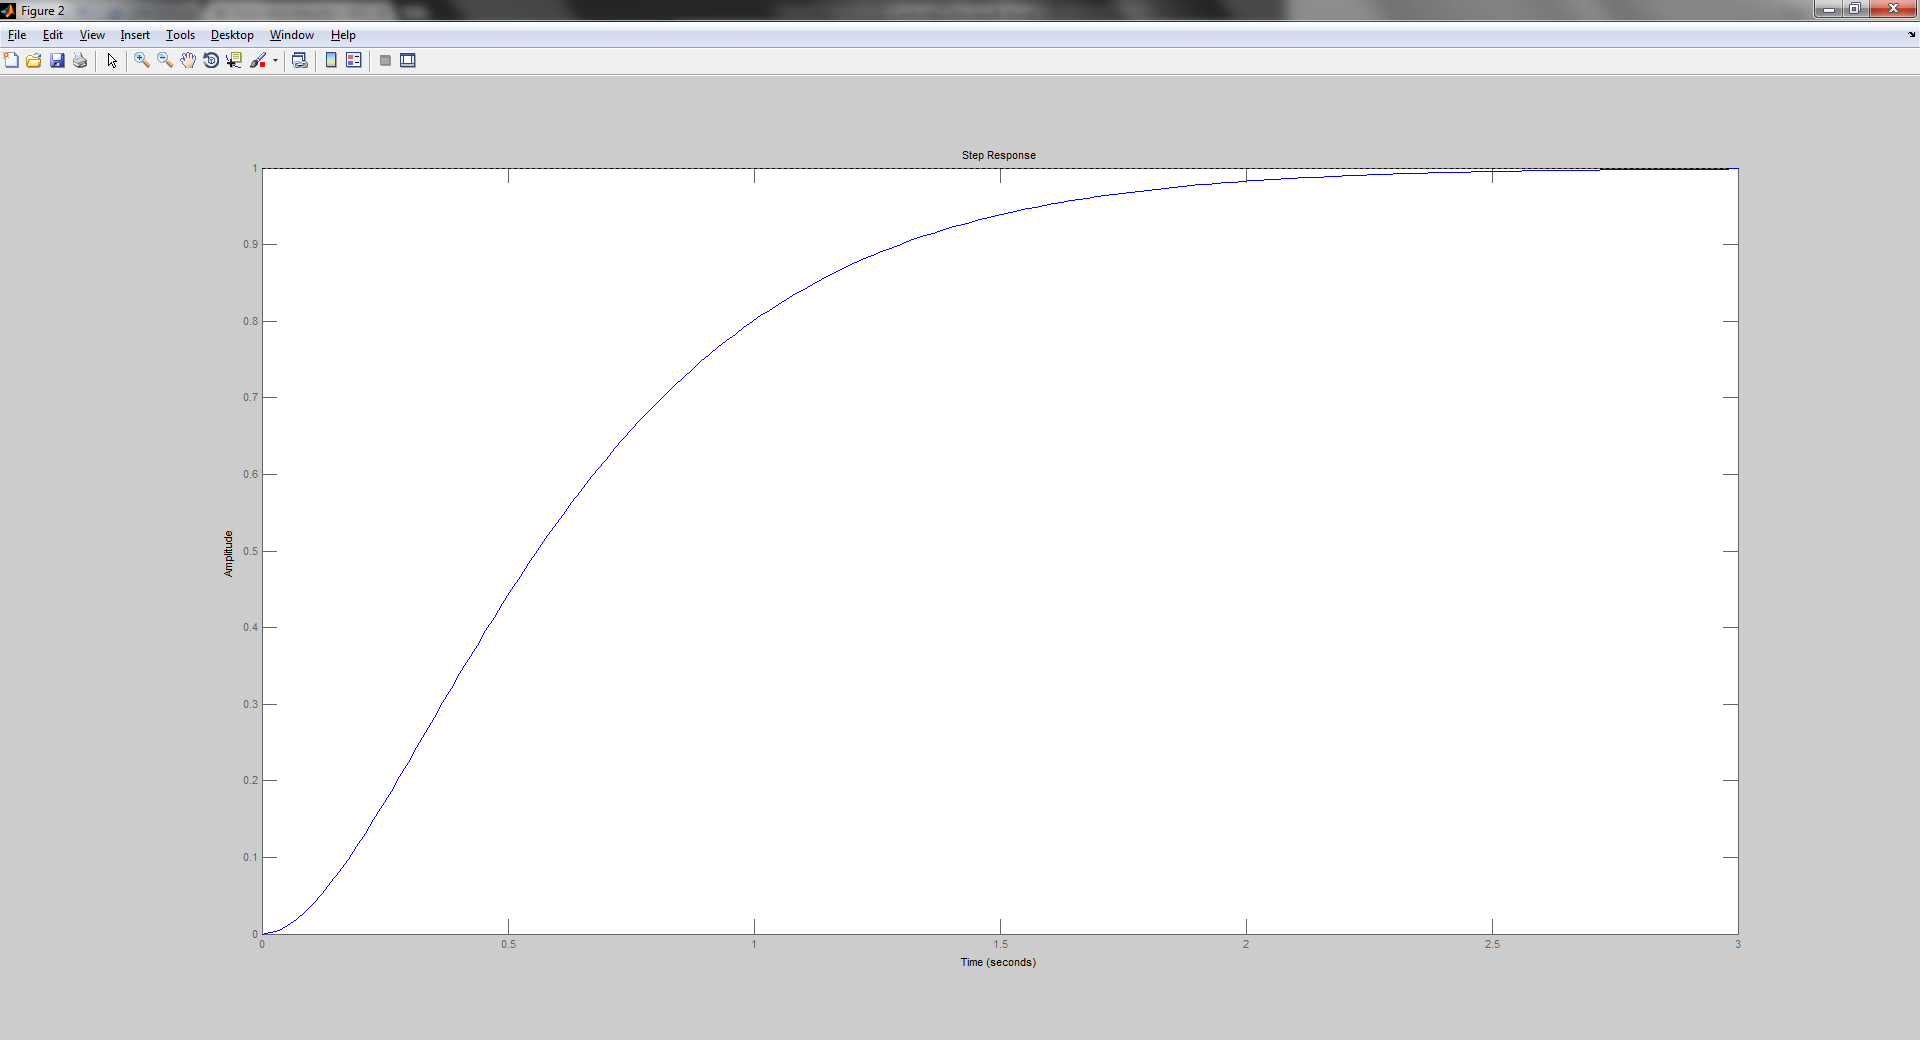 Figure 2
File Edit View Insert Tools Desktop Window Help
Step Response
1
0.9
0.8
0.7
0.6
0.5
0.4
0.3
0.2
0.1
0
Amplitude
0 0.5 1 1.5 2 2.5 3
Time (seconds)